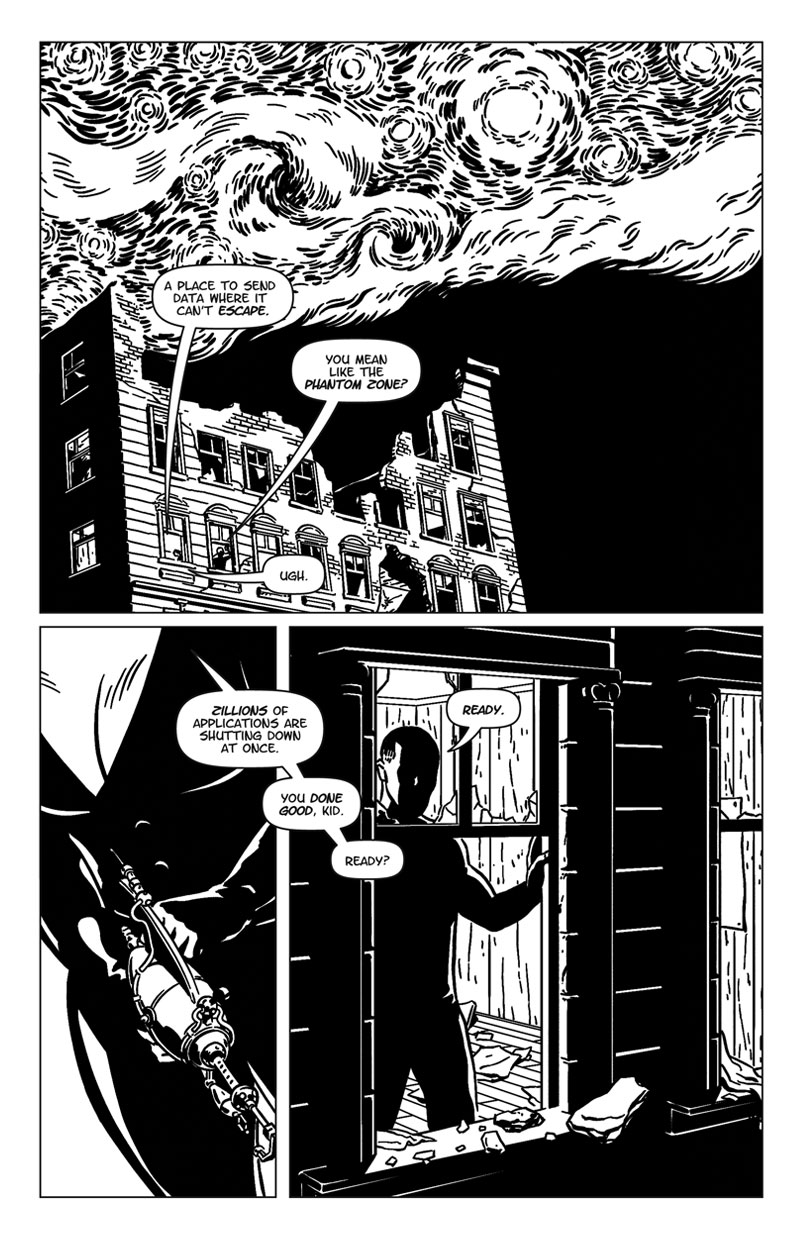 A PLACE TO SEND
DATA WHERE IT
CAN'T ESCAPE.
YOU MEAN
LIKE THE
PHANTOM ZONE?
UGH.
ZILLIONS OF
APPLICATIONS ARE
SHUTTING DOWN
AT ONCE.
YOU DONE
GOOD, KID.
READY?
READY.